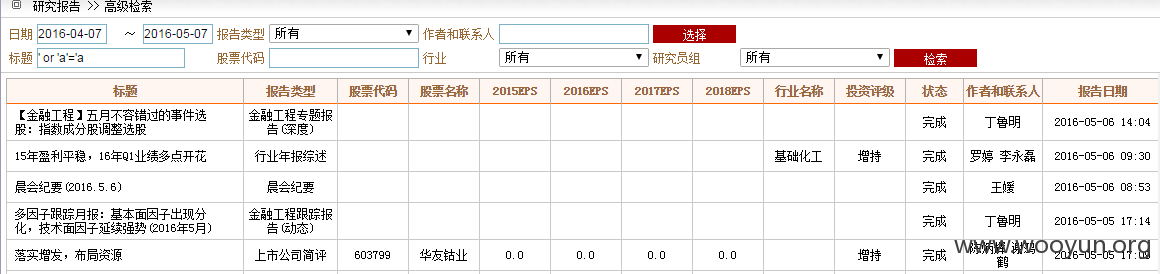 研究报告 >> 高级检索
日期 2016-04-07 ~ 2016-05-07 报告类型 所有 作者和联系人 选择
标题 ' or 'a'='a 股票代码 行业 所有 研究员组 所有 检索
标题 报告类型 股票代码 股票名称 2015EPS 2016EPS 2017EPS 2018EPS 行业名称 投资评级 状态 作者和联系人 报告日期
【金融工程】五月不容错过的事件选 金融工程专题报
股：指数成分股调整选股 告(深度) 完成 丁鲁明 2016-05-06 14:04
15年盈利平稳，16年Q1业绩多点开花 行业年报综述 基础化工 增持 完成 罗婷 李永磊 2016-05-06 09:30
晨会纪要(2016.5.6) 晨会纪要 完成 王媛 2016-05-06 08:53
多因子跟踪月报：基本面因子出现分 金融工程跟踪报
化，技术面因子延续强势(2016年5月) 告(动态) 完成 丁鲁明 2016-05-05 17:14
落实增发，布局资源 上市公司简评 603799 华友钴业 0.0 0.0 0.0 0.0 增持 完成 2016-05-05 17:09
鹤
www.wooyun.org